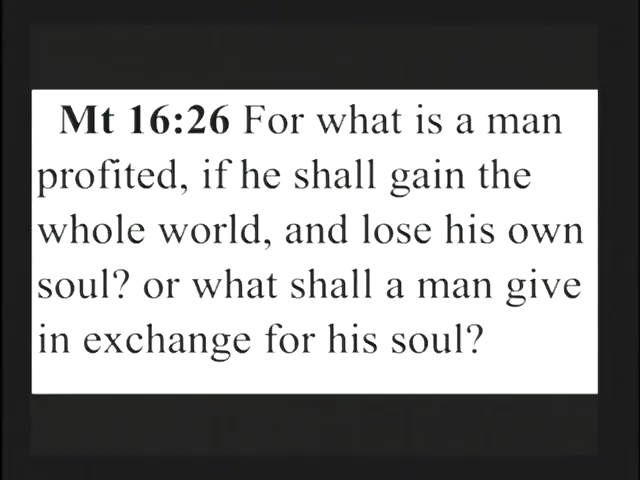 Mt 16:26 For what is a man
profited, if he shall gain the
whole world, and lose his own
soul? or what shall a man give
in exchange for his soul?